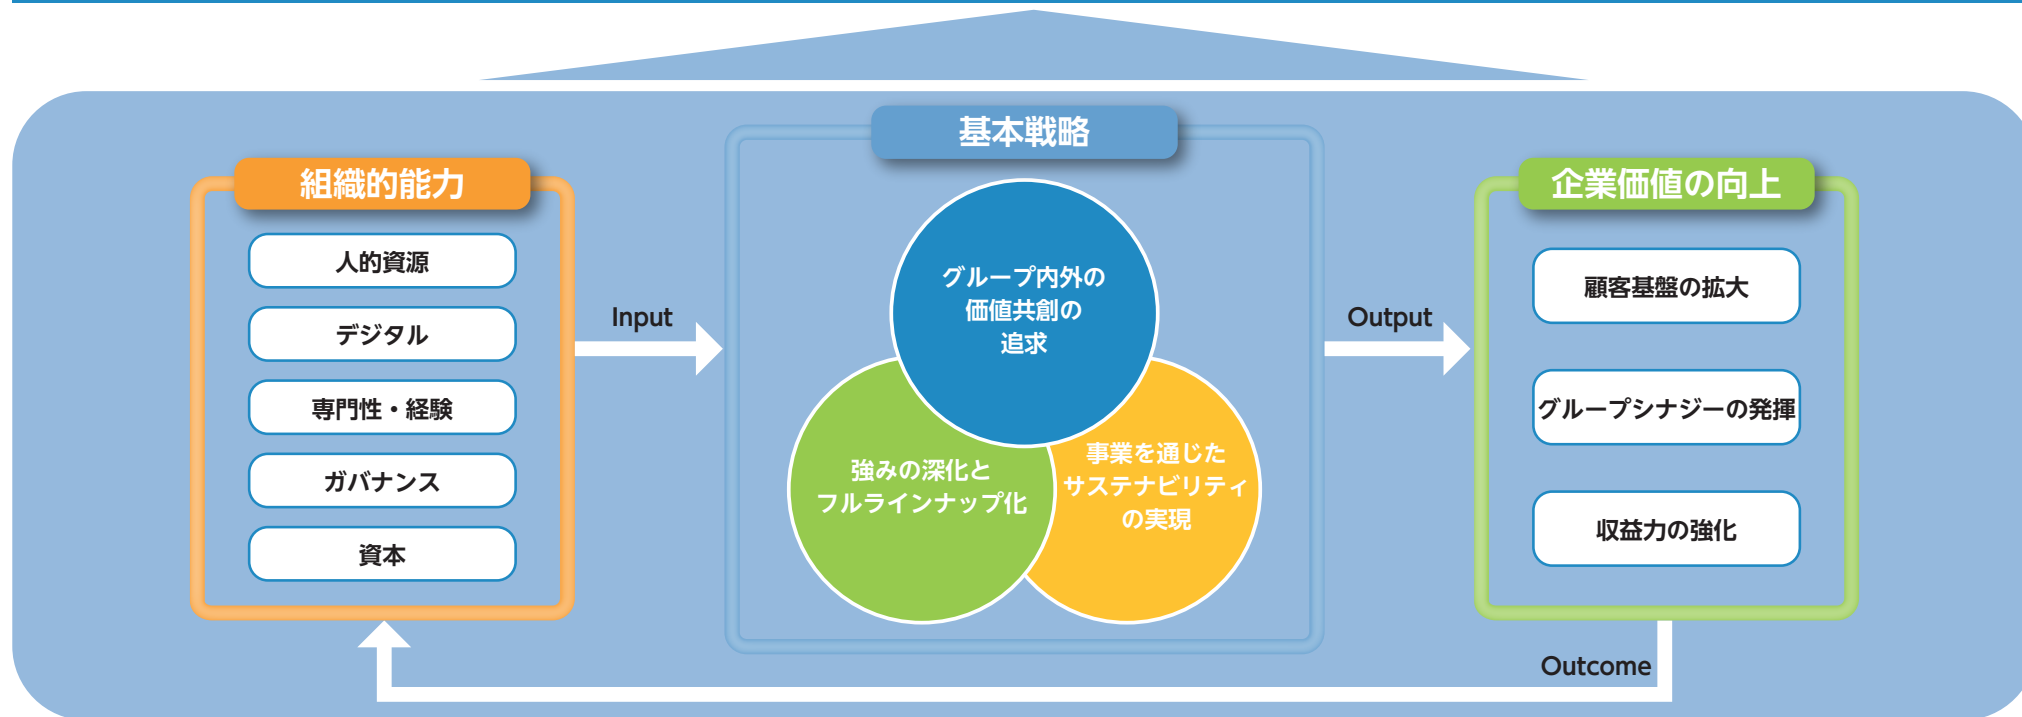 基本戦略
組織的能力
人的資源
デジタル
専門性・経験
ガバナンス
資本
Input
グループ内外の
価値共創の
追求
強みの深化と
フルラインナップ化
事業を通じた
サステナビリティ
の実現
Output
企業価値の向上
顧客基盤の拡大
グループシナジーの発揮
収益力の強化
Outcome